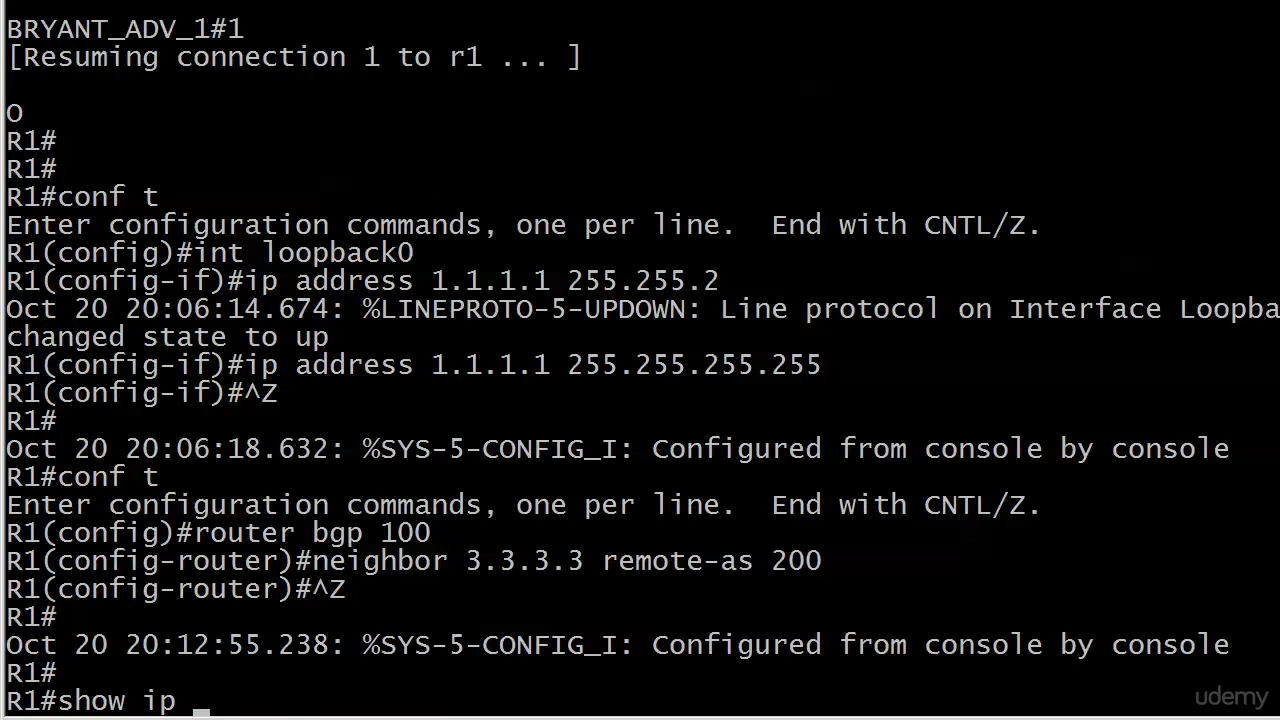 BRYANT_ADV_1#1
[Resuming connection 1 to r1 ... ]
O
R1#
R1#
R1#conf t
Enter configuration commands, one per line.  End with CNTL/Z.
R1(config)#int loopback0
R1(config-if)#ip address 1.1.1.1 255.255.2
Oct 20 20:06:14.674: %LINEPROTO-5-UPDOWN: Line protocol on Interface Loopba
changed state to up
R1(config-if)#ip address 1.1.1.1 255.255.255.255
R1(config-if)#^Z
R1#
Oct 20 20:06:18.632: %SYS-5-CONFIG_I: Configured from console by console
R1#conf t
Enter configuration commands, one per line.  End with CNTL/Z.
R1(config)#router bgp 100
R1(config-router)#neighbor 3.3.3.3 remote-as 200
R1(config-router)#^Z
R1#
Oct 20 20:12:55.238: %SYS-5-CONFIG_I: Configured from console by console
R1#
R1#show ip _
udemy